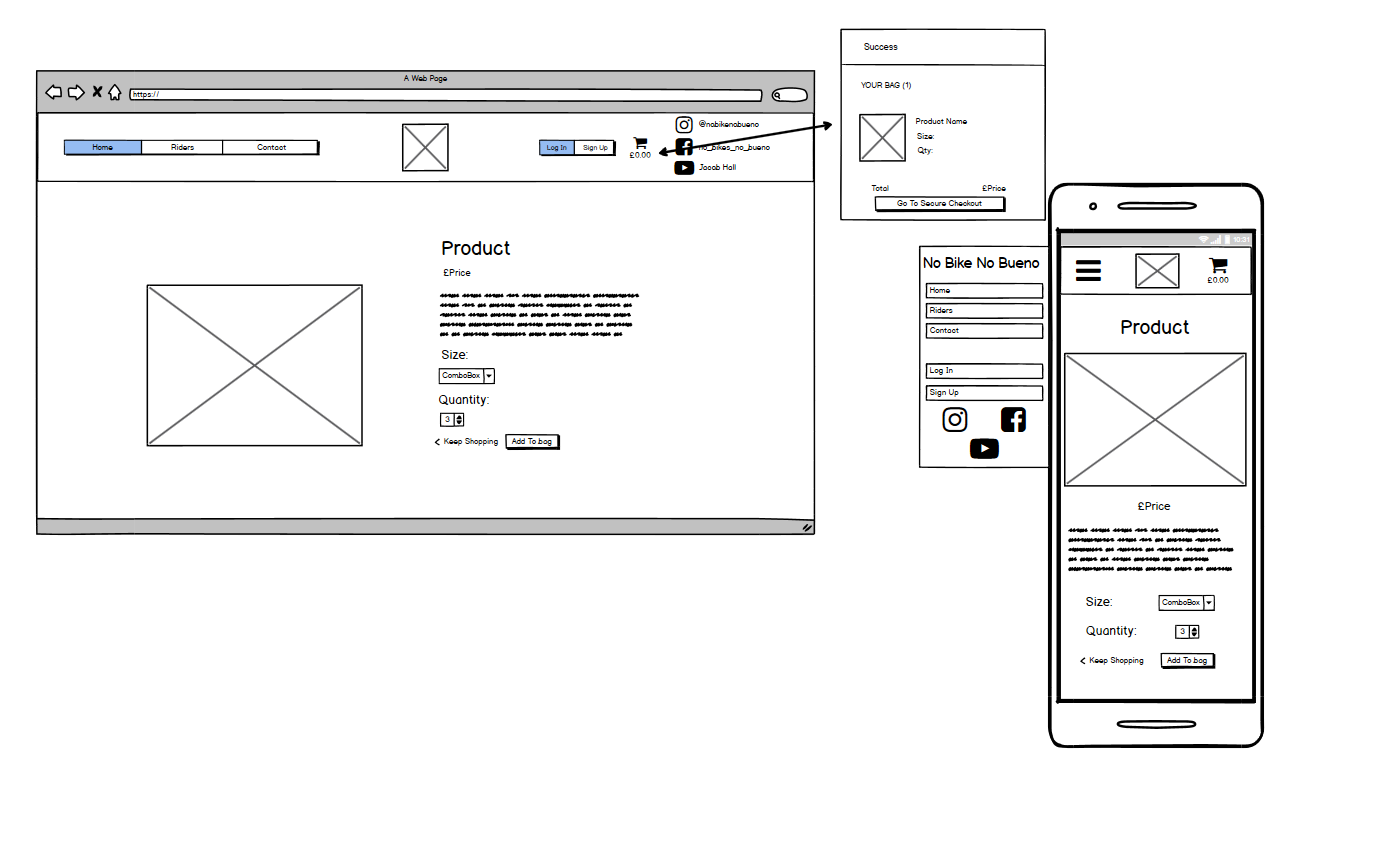 A Web Page
https://
Home Riders Contact
Log In Sign Up
£0.00
@nobikenobueno
no_bikes_no_bueno
Jacob Hall
Product
£Price
Size:
ComboBox
Quantity:
3
Keep Shopping Add To bag
Success
YOUR BAG (1)
Product Name
Size:
Qty:
Total £Price
Go To Secure Checkout
No Bike No Bueno
Home
Riders
Contact
Log In
Sign Up
10:21
£0.00
Product
£Price
Size: ComboBox
Quantity: 3
Keep Shopping Add To bag